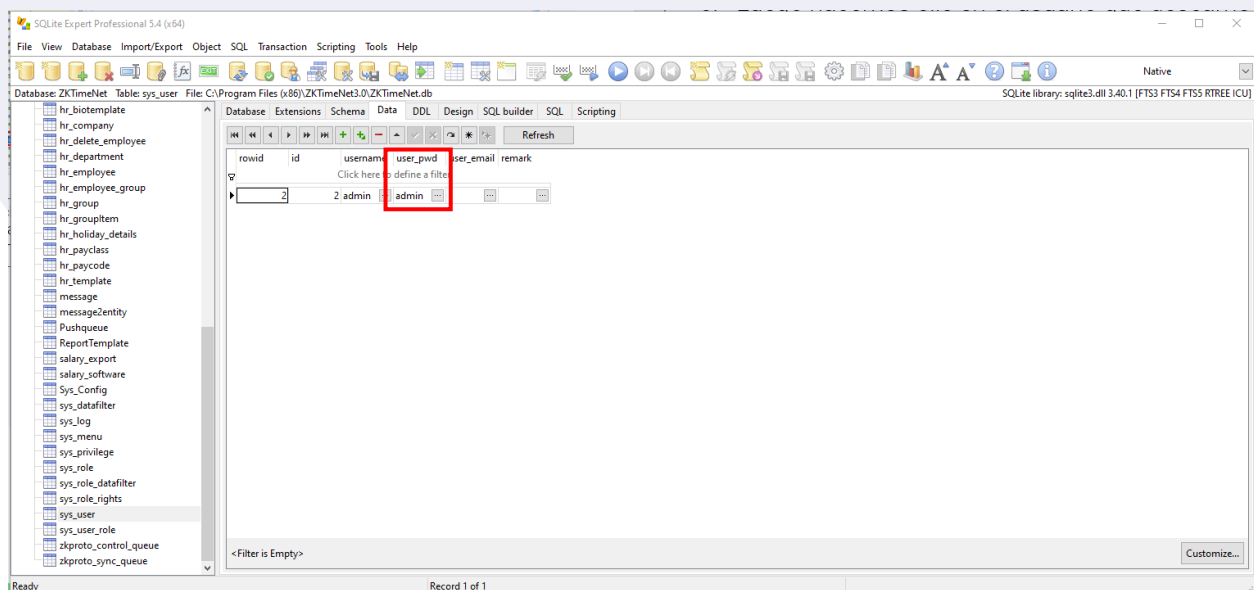 SQLite Expert Professional 5.4 (x64)
File View Database Import/Export Object SQL Transaction Scripting Tools Help
Native
Database: ZKTimeNet Table: sys_user File: C:\Program Files (x86)\ZKTimeNet3.0\ZKTimeNet.db
SQLite library: sqlite3.dll 3.40.1 [FTS3 FTS4 FTS5 RTREE ICU]
hr_biotemplate
hr_company
hr_delete_employee
hr_department
hr_employee
hr_employee_group
hr_group
hr_groupItem
hr_holiday_details
hr_payclass
hr_paycode
hr_template
message
message2entity
Pushqueue
ReportTemplate
salary_export
salary_software
Sys_Config
sys_datafilter
sys_log
sys_menu
sys_privilege
sys_role
sys_role_datafilter
sys_role_rights
sys_user
sys_user_role
zkproto_control_queue
zkproto_sync_queue
Database Extensions Schema Data DDL Design SQL builder SQL Scripting
Refresh
rowid id username user_pwd user_email remark
Click here to define a filter
2 2 admin admin
<Filter is Empty>
Customize...
Ready
Record 1 of 1